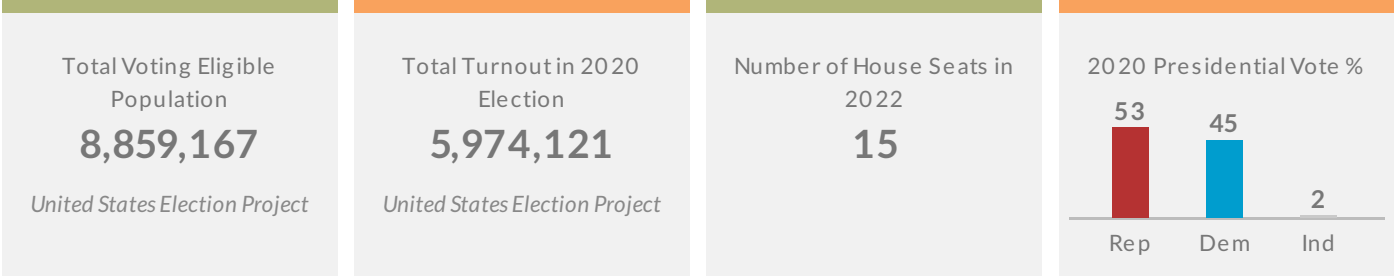 Total Voting Eligible
Population
8,859,167
United States Election Project
Total Turnout in 2020
Election
5,974,121
United States Election Project
Number of House Seats in
2022
15
2020 Presidential Vote %
53
45
2
Rep
Dem
Ind